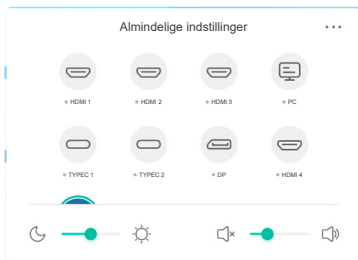 Almindelige indstillinger
HDMI 1 HDMI 2 HDMI 3 PC
TYPEC 1 TYPEC 2 DP HDMI 4